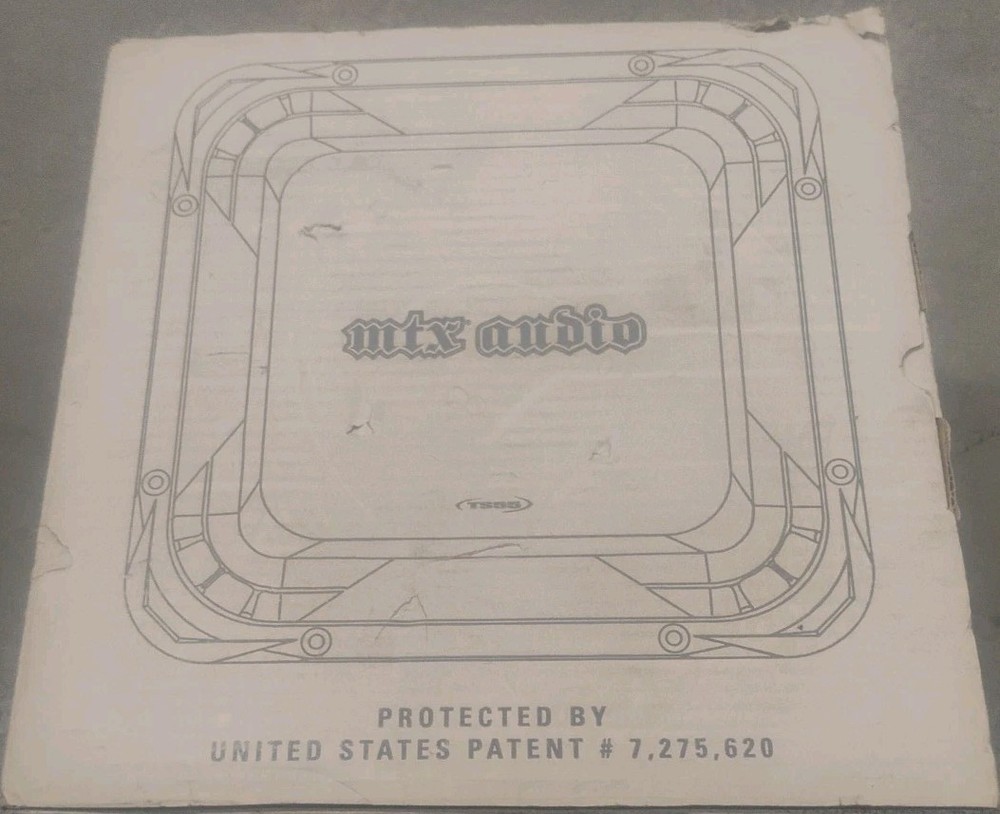 mtx audio
TS55
PROTECTED BY
UNITED STATES PATENT # 7,275,620